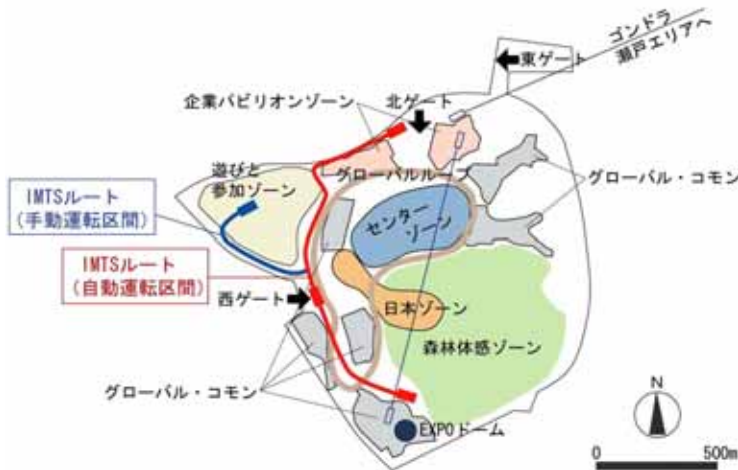 ゴンドラ
瀬戸エリアへ
東ゲート
企業パビリオンゾーン
北ゲート
遊びと
参加ゾーン
グローバルループ
グローバル・コモン
IMTSルート
(手動運転区間)
センター
ゾーン
IMTSルート
(自動運転区間)
西ゲート
日本ゾーン
森林体感ゾーン
グローバル・コモン
EXPOドーム
N
0 500m